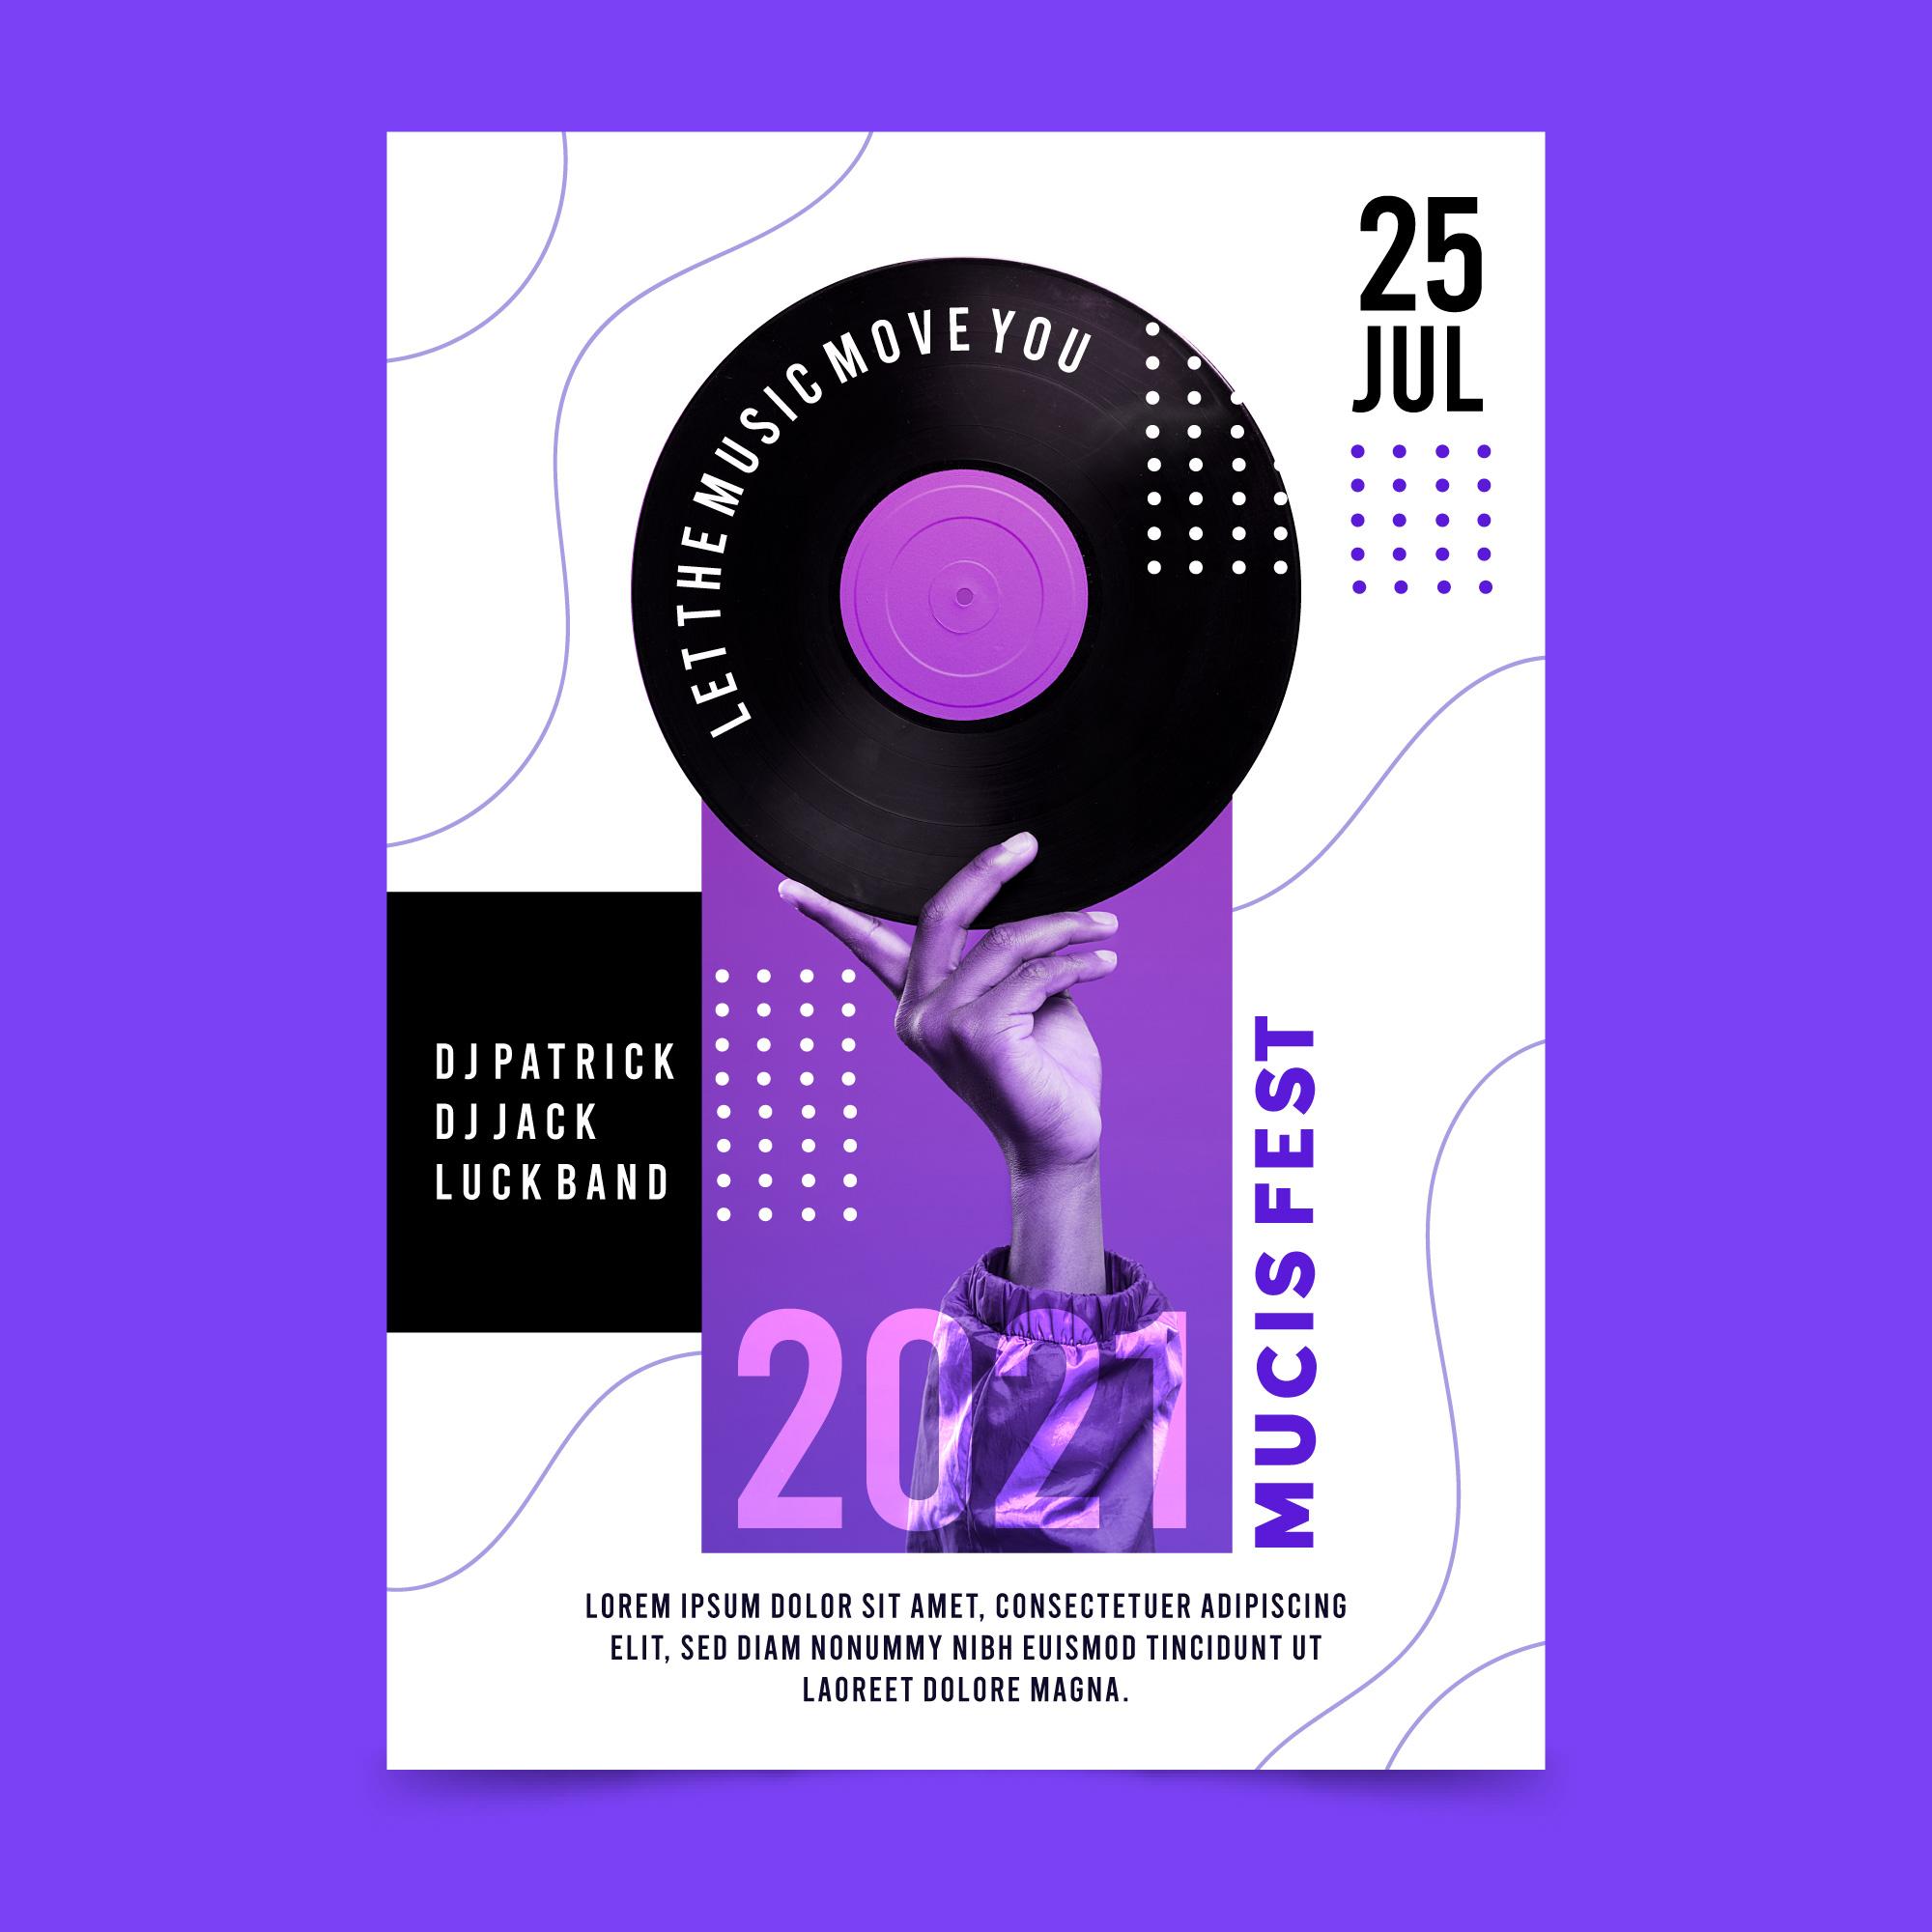 25
JUL
LET THE MUSIC MOVE YOU
DJ PATRICK
DJ JACK
LUCK BAND
2021
MUCIS FEST
LOREM IPSUM DOLOR SIT AMET, CONSECTETUER ADIPISCING
ELIT, SED DIAM NONUMMY NIBH EUISMOD TINCIDUNT UT
LAOREET DOLORE MAGNA.